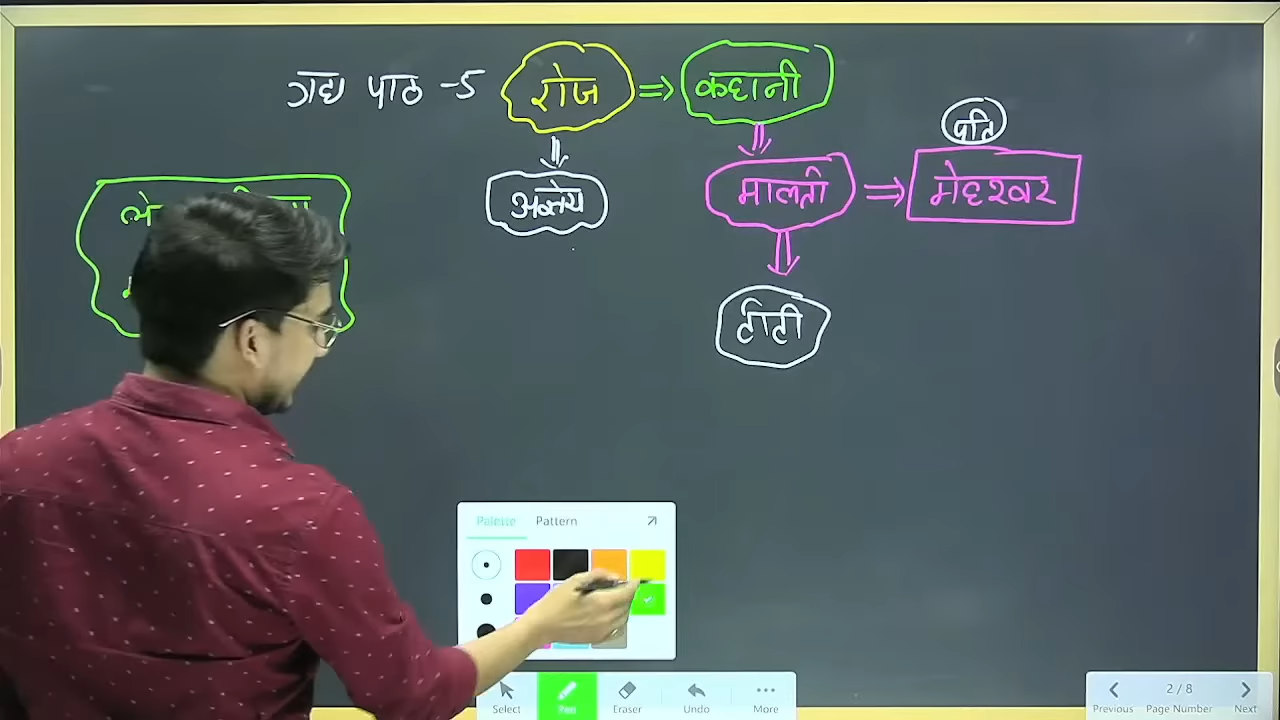 गद्य पाठ -5 रोज ⇒ कहानी
पति
अज्ञेय
मालती ⇒ मेहश्वर
टीटी
Palette Pattern
Select Pen Eraser Undo More
2/8
Previous Page Number Next